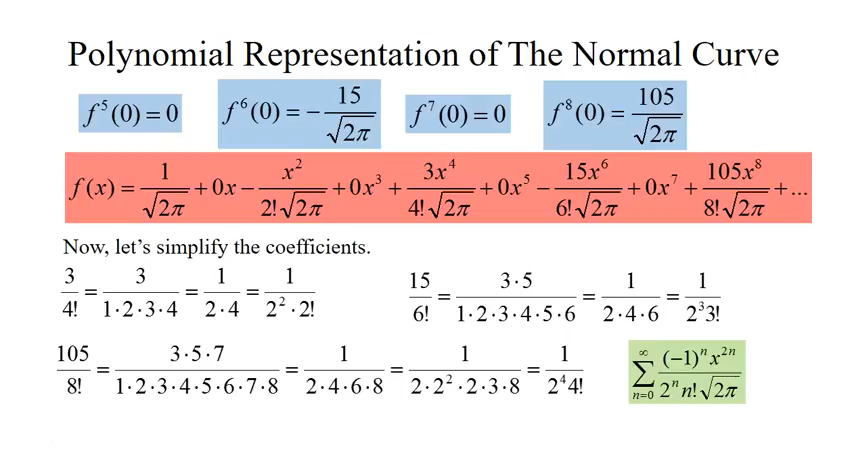 Polynomial Representation of The Normal Curve
f⁵(0) = 0 f⁶(0) = −15/√(2π) f⁷(0) = 0 f⁸(0) = 105/√(2π)
f(x) = 1/√(2π) + 0x − x²/(2!√(2π)) + 0x³ + 3x⁴/(4!√(2π)) + 0x⁵ − 15x⁶/(6!√(2π)) + 0x⁷ + 105x⁸/(8!√(2π)) + ...
Now, let’s simplify the coefficients.
3/4! = 3/(1·2·3·4) = 1/(2·4) = 1/(2²·2!) 15/6! = (3·5)/(1·2·3·4·5·6) = 1/(2·4·6) = 1/(2³3!)
105/8! = (3·5·7)/(1·2·3·4·5·6·7·8) = 1/(2·4·6·8) = 1/(2·2²·2·3·8) = 1/(2⁴4!) ∑_{n=0}^{∞} (−1)ⁿx²ⁿ/(2ⁿn!√(2π))